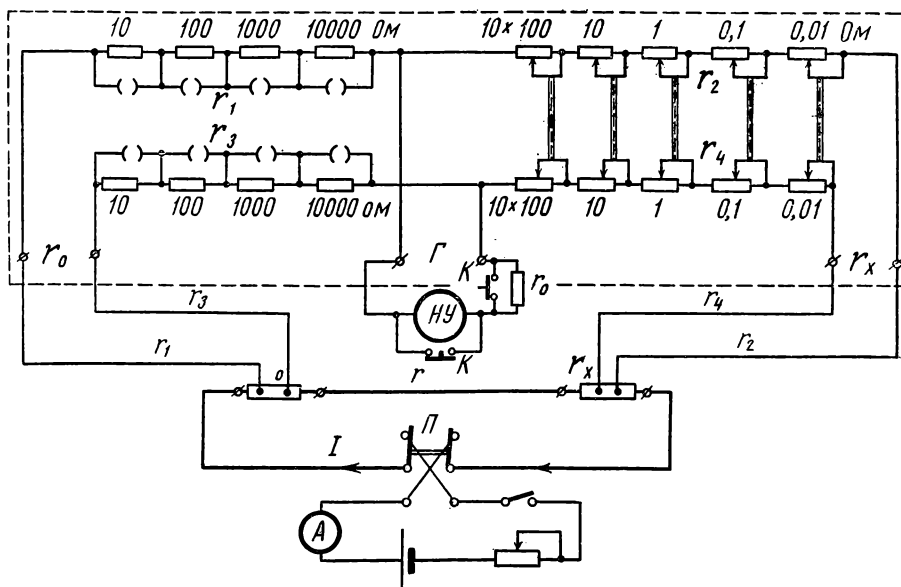 10 100 1000 10000 Ом 10×100 10 1 0,1 0,01 Ом
r₁ r₂
r₃ r₄
10 100 1000 10000 ом 10×100 10 1 0,1 0,01
r₀ Г К r₀ rₓ
r₃ НУ r₄
r₁ r К r₂
о rₓ
П
I
А